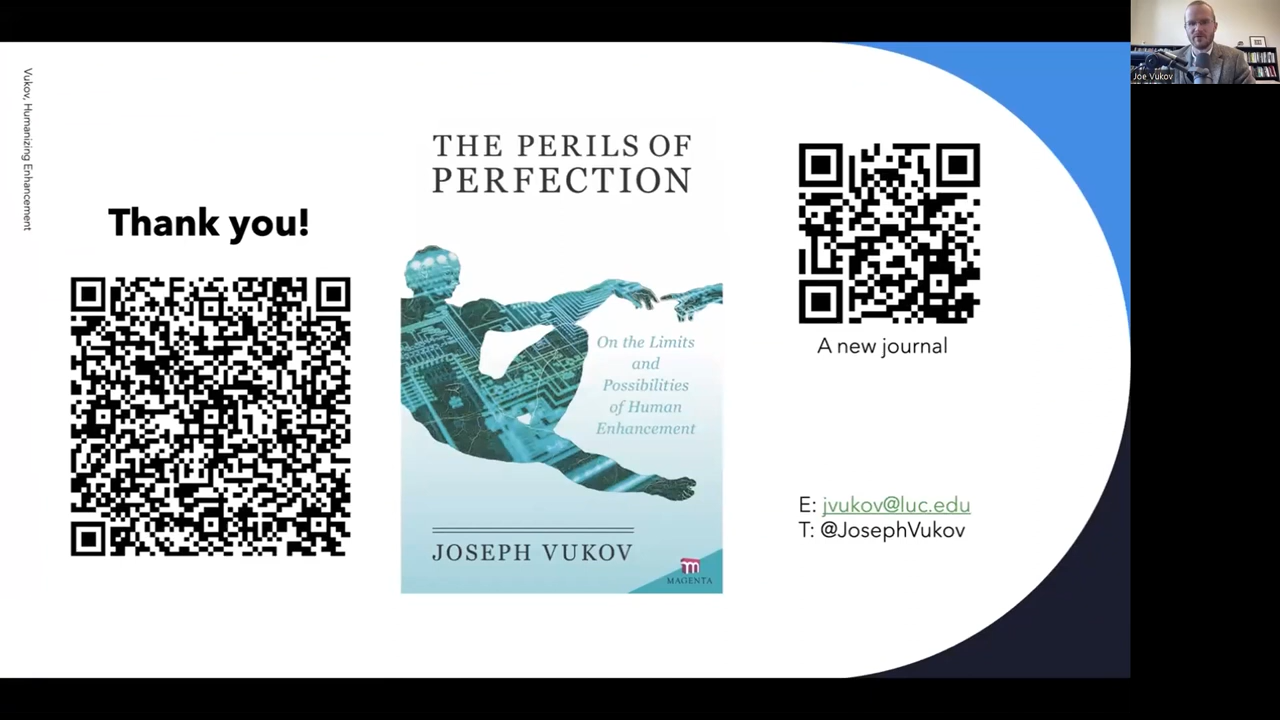 Vukov, Humanizing Enhancement
Thank you!
THE PERILS OF
PERFECTION
On the Limits
and
Possibilities
of Human
Enhancement
JOSEPH VUKOV
MAGENTA
A new journal
E: jvukov@luc.edu
T: @JosephVukov
Joe Vukov